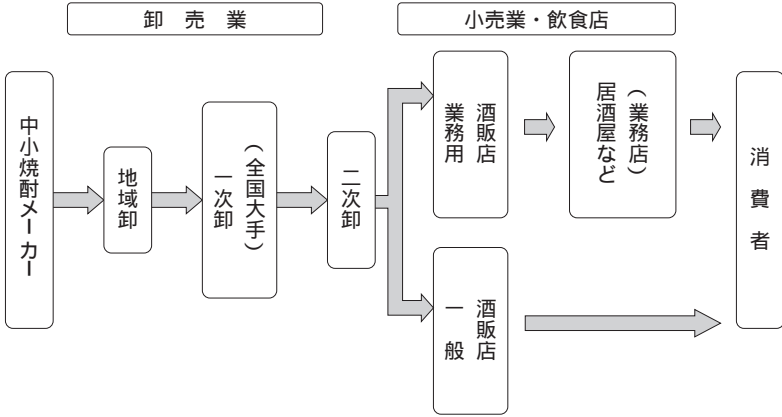 卸 売 業
小売業・飲食店
中小焼酎メーカー
地域卸
一次卸
（全国大手）
二次卸
業務用
酒販店
居酒屋など
（業務店）
一 般
酒販店
消 費 者